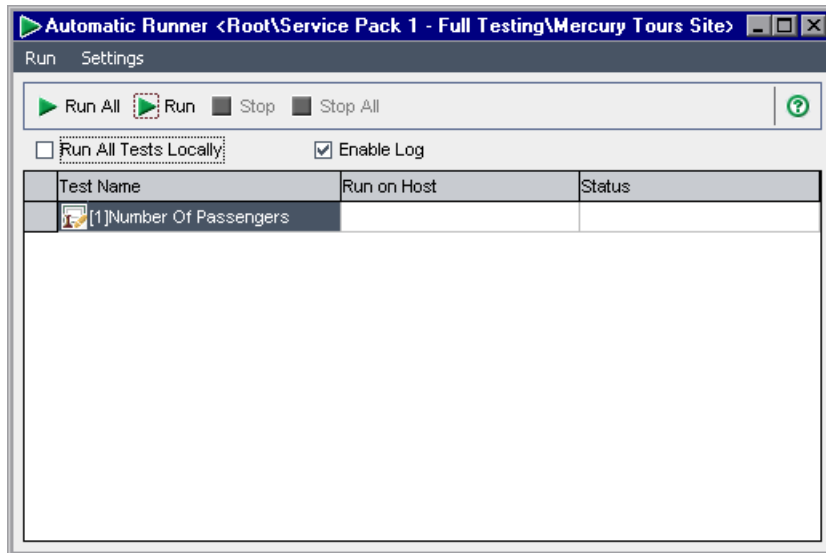 Automatic Runner <Root\Service Pack 1 - Full Testing\Mercury Tours Site>
Run Settings
Run All Run Stop Stop All
Run All Tests Locally Enable Log
Test Name Run on Host Status
[1]Number Of Passengers